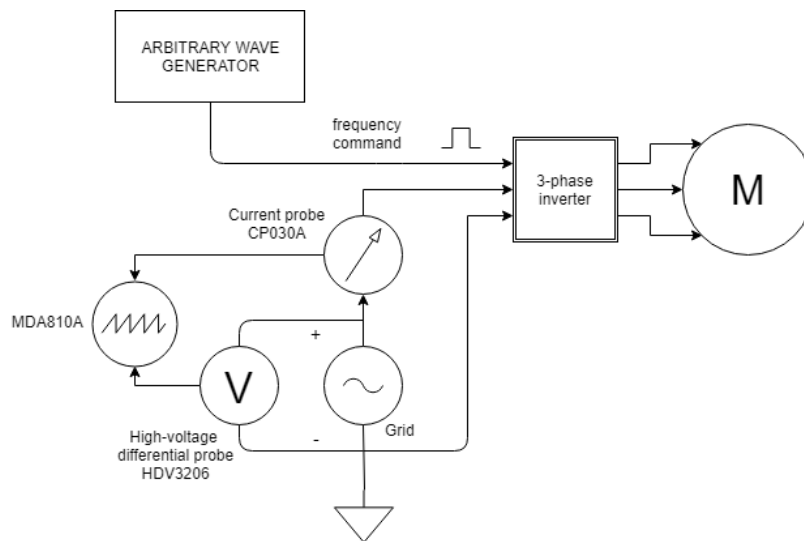 ARBITRARY WAVE
GENERATOR
frequency
command
3-phase
inverter
M
Current probe
CP030A
MDA810A
+
V
-
Grid
High-voltage
differential probe
HDV3206